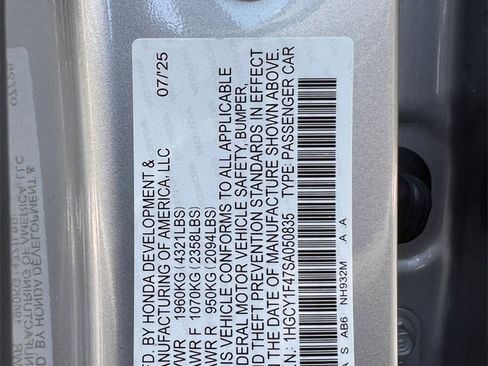 MFD. BY HONDA DEVELOPMENT &
MANUFACTURING OF AMERICA, LLC
07/'25
GVWR 1960KG (4321LBS)
GAWR F 1070KG (2358LBS)
GAWR R 950KG (2094LBS)
THIS VEHICLE CONFORMS TO ALL APPLICABLE
FEDERAL MOTOR VEHICLE SAFETY, BUMPER,
AND THEFT PREVENTION STANDARDS IN EFFECT
ON THE DATE OF MANUFACTURE SHOWN ABOVE.
V.I.N.: 1HGCY1F47SA050835 TYPE: PASSENGER CAR
A S AB6 NH932M A A